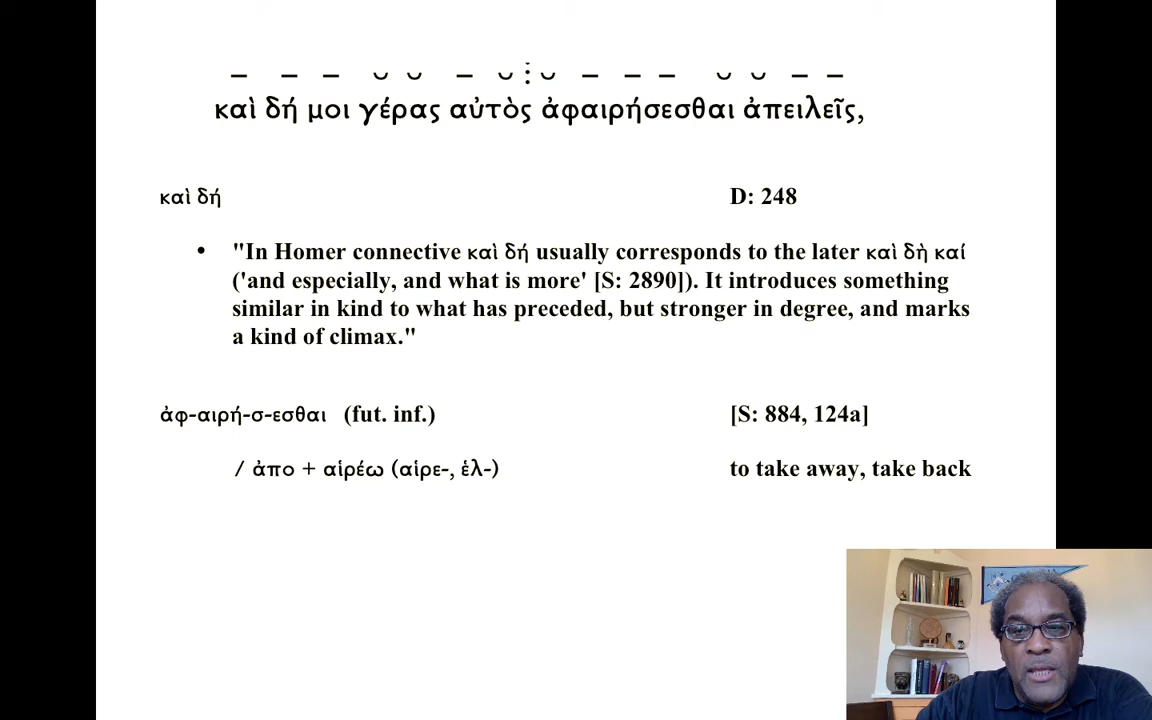 – – – ᴗ ᴗ – ᴗ ⋮ ᴗ – – – ᴗ ᴗ – –
καὶ δή μοι γέρας αὐτὸς ἀφαιρήσεσθαι ἀπειλεῖς,
καὶ δή D: 248
• "In Homer connective καὶ δή usually corresponds to the later καὶ δὴ καί
('and especially, and what is more' [S: 2890]). It introduces something
similar in kind to what has preceded, but stronger in degree, and marks
a kind of climax."
ἀφ-αιρή-σ-εσθαι (fut. inf.) [S: 884, 124a]
/ ἀπο + αἱρέω (αἱρε-, ἑλ-) to take away, take back